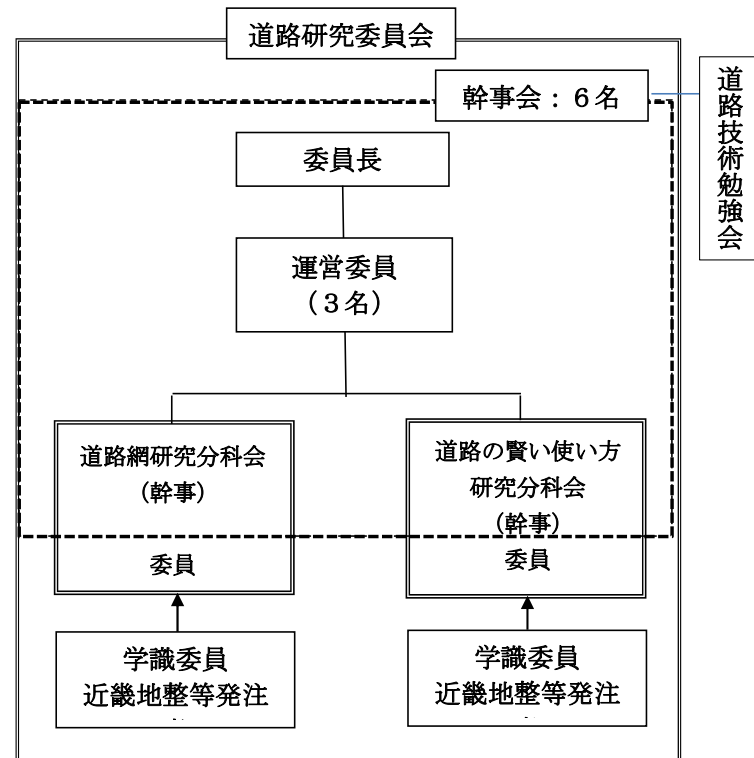 道路研究委員会
幹事会：６名
道路技術勉強会
委員長
運営委員
（３名）
道路網研究分科会
（幹事）
委員
道路の賢い使い方
研究分科会
（幹事）
委員
学識委員
近畿地整等発注
学識委員
近畿地整等発注